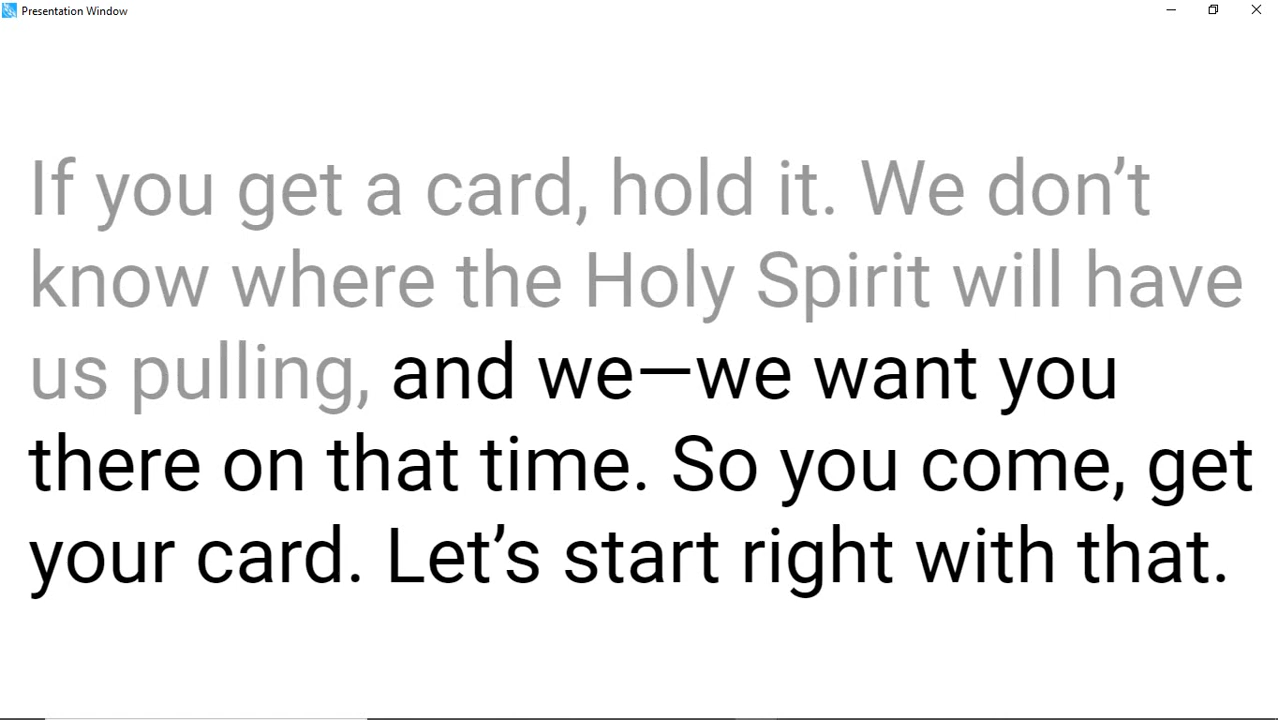 Presentation Window
If you get a card, hold it. We don’t
know where the Holy Spirit will have
us pulling, and we—we want you
there on that time. So you come, get
your card. Let’s start right with that.